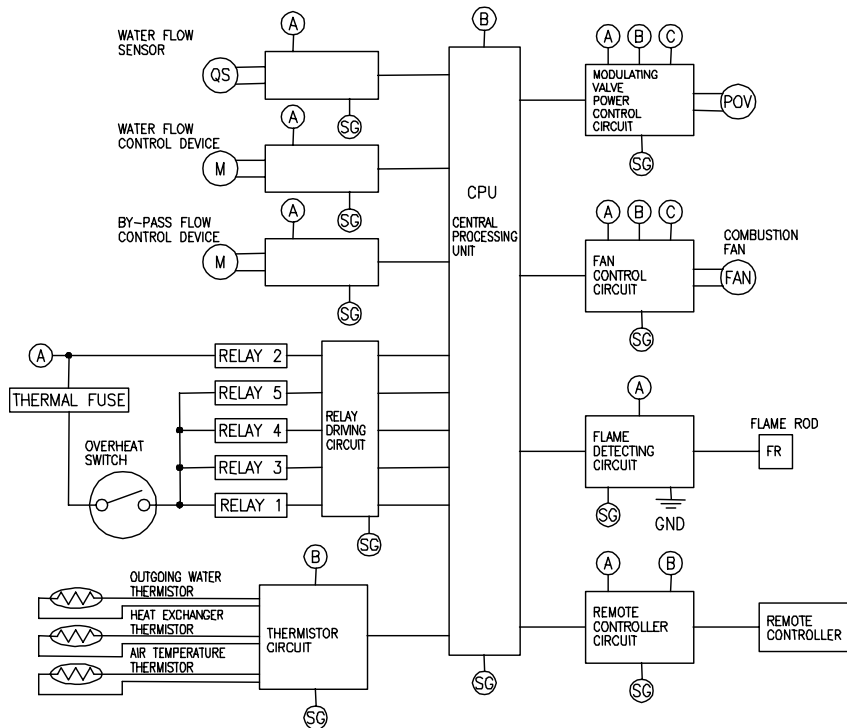 WATER FLOW
SENSOR
A
QS
SG
WATER FLOW
CONTROL DEVICE
A
M
SG
BY-PASS FLOW
CONTROL DEVICE
A
M
SG
A
THERMAL FUSE
OVERHEAT
SWITCH
RELAY 2
RELAY 5
RELAY 4
RELAY 3
RELAY 1
RELAY
DRIVING
CIRCUIT
SG
OUTGOING WATER
THERMISTOR
HEAT EXCHANGER
THERMISTOR
AIR TEMPERATURE
THERMISTOR
B
THERMISTOR
CIRCUIT
SG
B
CPU
CENTRAL
PROCESSING
UNIT
SG
A B C
MODULATING
VALVE
POWER
CONTROL
CIRCUIT
POV
SG
A B C
FAN
CONTROL
CIRCUIT
COMBUSTION
FAN
FAN
SG
A
FLAME
DETECTING
CIRCUIT
FLAME ROD
FR
SG
GND
A B
REMOTE
CONTROLLER
CIRCUIT
REMOTE
CONTROLLER
SG